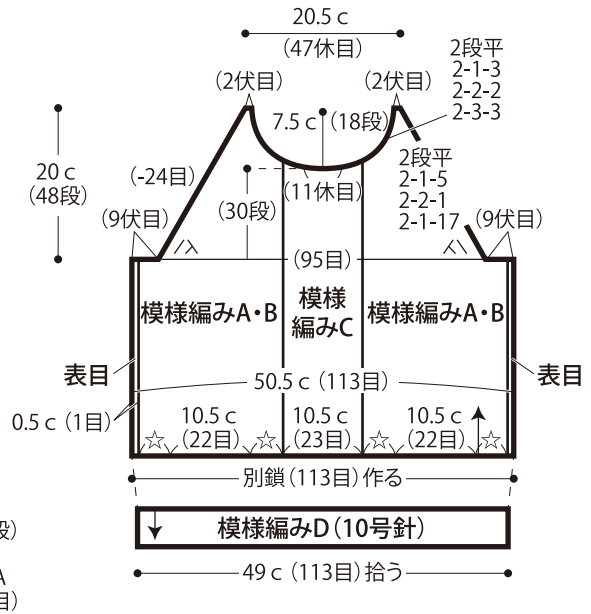 20.5 c
(47休目)
2段平
2-1-3
2-2-2
2-3-3
(2伏目)
(2伏目)
7.5 c (18段)
20 c
(48段)
(-24目)
2段平
2-1-5
2-2-1
2-1-17
(9伏目)
(30段)
(11休目)
(9伏目)
(95目)
模様編みA・B
模様
編みC
模様編みA・B
表目
50.5 c (113目)
表目
0.5 c (1目)
10.5 c
(22目)
10.5 c
(23目)
10.5 c
(22目)
☆ ☆ ☆ ☆
別鎖(113目)作る
段)
模様編みD(10号針)
A
目)
49 c (113目)拾う